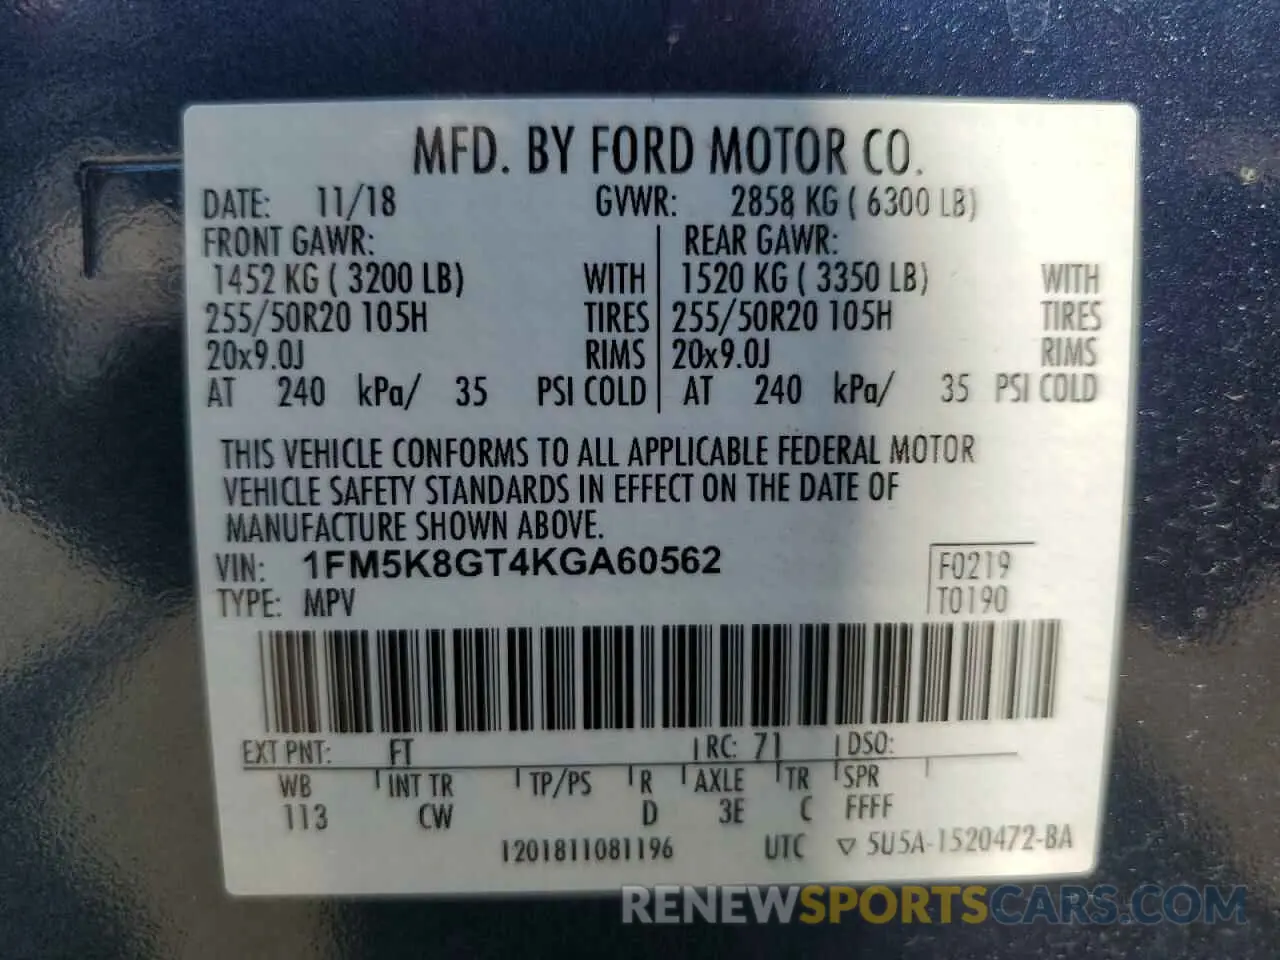 MFD. BY FORD MOTOR CO.
DATE: 11/18 GVWR: 2858 KG ( 6300 LB)
FRONT GAWR: REAR GAWR:
1452 KG ( 3200 LB) WITH 1520 KG ( 3350 LB) WITH
255/50R20 105H TIRES 255/50R20 105H TIRES
20x9.0J RIMS 20x9.0J RIMS
AT 240 kPa/ 35 PSI COLD AT 240 kPa/ 35 PSI COLD
THIS VEHICLE CONFORMS TO ALL APPLICABLE FEDERAL MOTOR
VEHICLE SAFETY STANDARDS IN EFFECT ON THE DATE OF
MANUFACTURE SHOWN ABOVE.
VIN: 1FM5K8GT4KGA60562 F0219
TYPE: MPV T0190
EXT PNT: FT RC: 71 DSO:
WB INT TR TP/PS R AXLE TR SPR
113 CW D 3E C FFFF
1201811081196 UTC ▽ 5U5A-1520472-BA
RENEWSPORTSCARS.COM